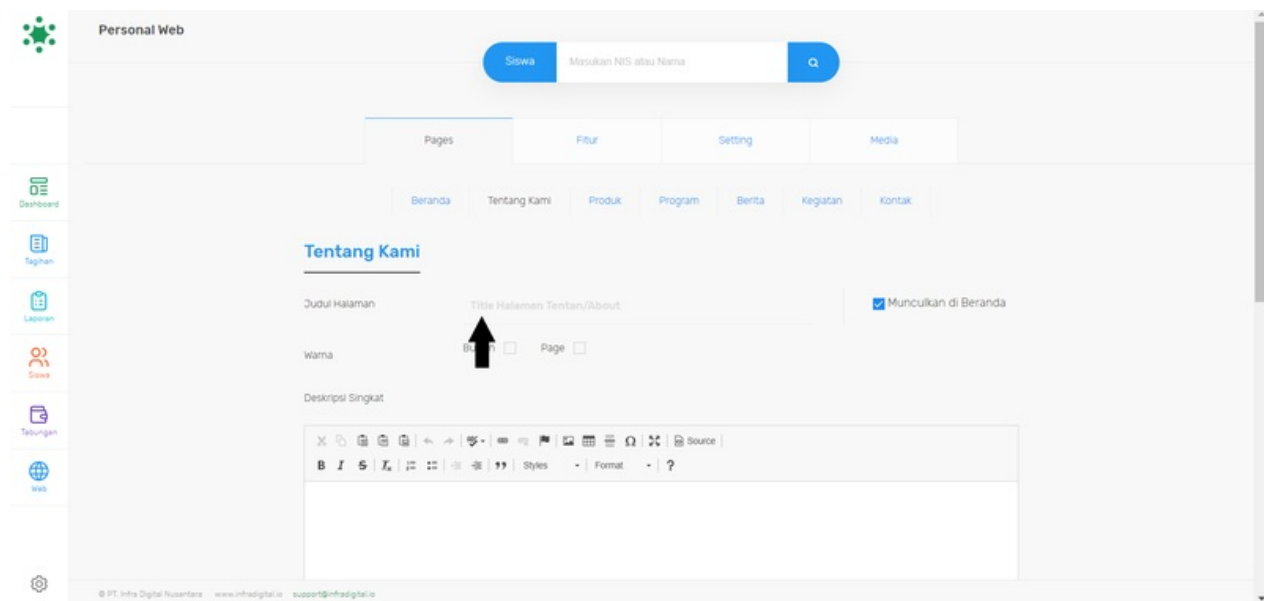 Personal Web
Siswa Masukan NIS atau Nama
Pages Fitur Setting Media
Dashboard
Beranda Tentang Kami Produk Program Berita Kegiatan Kontak
Tagihan
Tentang Kami
Laporan
Judul Halaman Title Halaman Tentan/About Munculkan di Beranda
Siswa
Warna Page
Deskripsi Singkat
Tabungan
Source
B I S Styles Format ?
Web
© PT. Infra Digital Nusantara www.infradigital.io support@infradigital.io